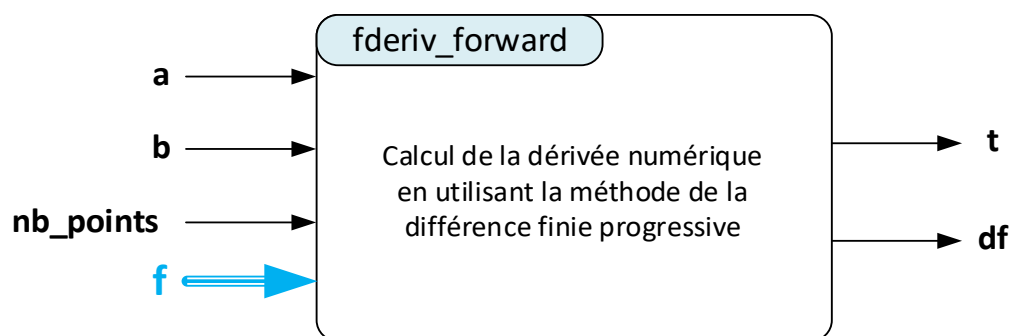 fderiv_forward
a
b
nb_points
f
Calcul de la dérivée numérique
en utilisant la méthode de la
différence finie progressive
t
df